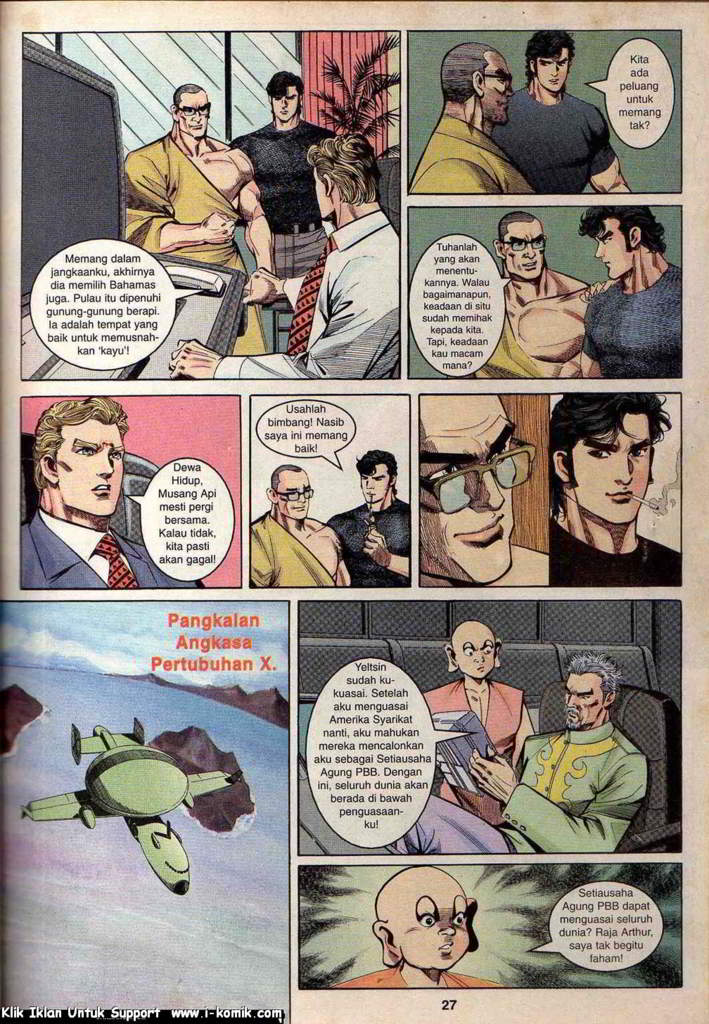 Memang dalam
jangkaanku, akhirnya
dia memilih Bahamas
juga. Pulau itu dipenuhi
gunung-gunung berapi.
Ia adalah tempat yang
baik untuk memusnah-
kan 'kayu'!
Kita
ada
peluang
untuk
memang
tak?
Tuhanlah
yang akan
menentu-
kannya. Walau
bagaimanapun,
keadaan di situ
sudah memihak
kepada kita.
Tapi, keadaan
kau macam
mana?
Dewa
Hidup,
Musang Api
mesti pergi
bersama.
Kalau tidak,
kita pasti
akan gagal!
Usahlah
bimbang! Nasib
saya ini memang
baik!
Pangkalan
Angkasa
Pertubuhan X.
Yeltsin
sudah ku-
kuasai. Setelah
aku menguasai
Amerika Syarikat
nanti, aku mahukan
mereka mencalonkan
aku sebagai Setiausaha
Agung PBB. Dengan
ini, seluruh dunia akan
berada di bawah
penguasaan-
ku!
Setiausaha
Agung PBB dapat
menguasai seluruh
dunia? Raja Arthur,
saya tak begitu
faham!
27
Klik Iklan Untuk Support www.i-komik.com